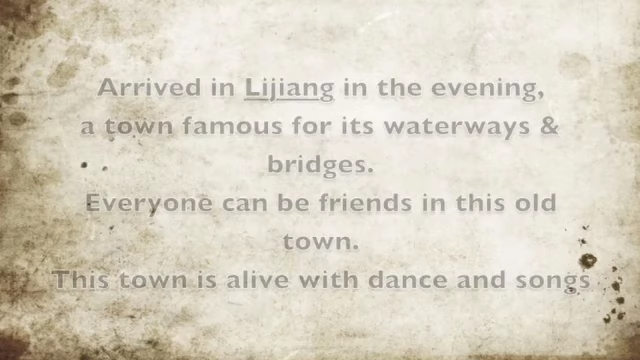 Arrived in Lijiang in the evening,
a town famous for its waterways &
bridges.
Everyone can be friends in this old
town.
This town is alive with dance and songs